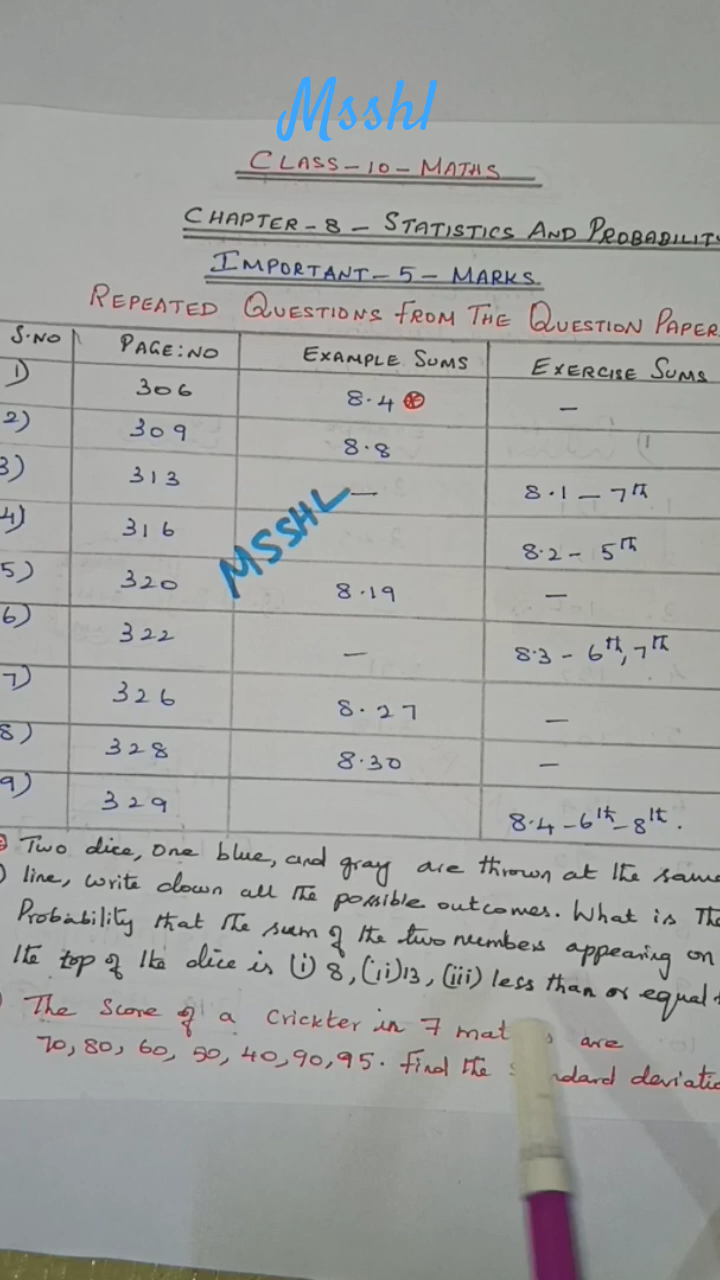 Msshl
CLASS-10-MATHS
CHAPTER-8-STATISTICS AND PROBABILITY
IMPORTANT-5-MARKS
REPEATED QUESTIONS FROM THE QUESTION PAPER
S.NO PAGE:NO EXAMPLE SUMS EXERCISE SUMS
1) 306 8.4 -
2) 309 8.8
3) 313 - 8.1-7th
4) 316 8.2-5th
5) 320 8.19 -
6) 322 - 8.3-6th,7th
7) 326 8.27 -
8) 328 8.30 -
9) 329 8.4-6th-8th.
MSSHL
Two dice, one blue, and gray are thrown at the same
line, write down all the possible outcomes. What is the
Probability that the sum of the two numbers appearing on
the top of the dice is (i) 8, (ii) 13, (iii) less than or equal
The Score of a Crickter in 7 are
70, 80, 60, 50, 40, 90, 95. Find the